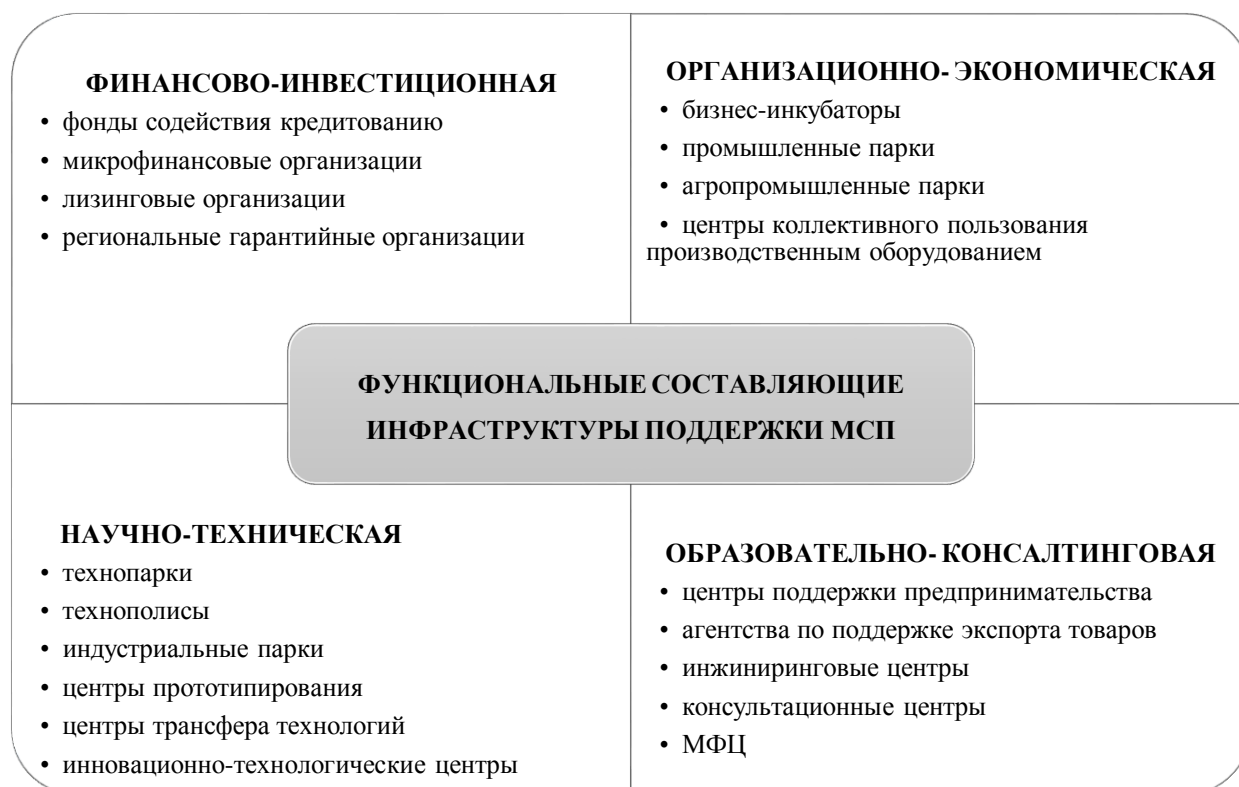 ФИНАНСОВО-ИНВЕСТИЦИОННАЯ
• фонды содействия кредитованию
• микрофинансовые организации
• лизинговые организации
• региональные гарантийные организации
ОРГАНИЗАЦИОННО- ЭКОНОМИЧЕСКАЯ
• бизнес-инкубаторы
• промышленные парки
• агропромышленные парки
• центры коллективного пользования
производственным оборудованием
ФУНКЦИОНАЛЬНЫЕ СОСТАВЛЯЮЩИЕ
ИНФРАСТРУКТУРЫ ПОДДЕРЖКИ МСП
НАУЧНО-ТЕХНИЧЕСКАЯ
• технопарки
• технополисы
• индустриальные парки
• центры прототипирования
• центры трансфера технологий
• инновационно-технологические центры
ОБРАЗОВАТЕЛЬНО- КОНСАЛТИНГОВАЯ
• центры поддержки предпринимательства
• агентства по поддержке экспорта товаров
• инжиниринговые центры
• консультационные центры
• МФЦ